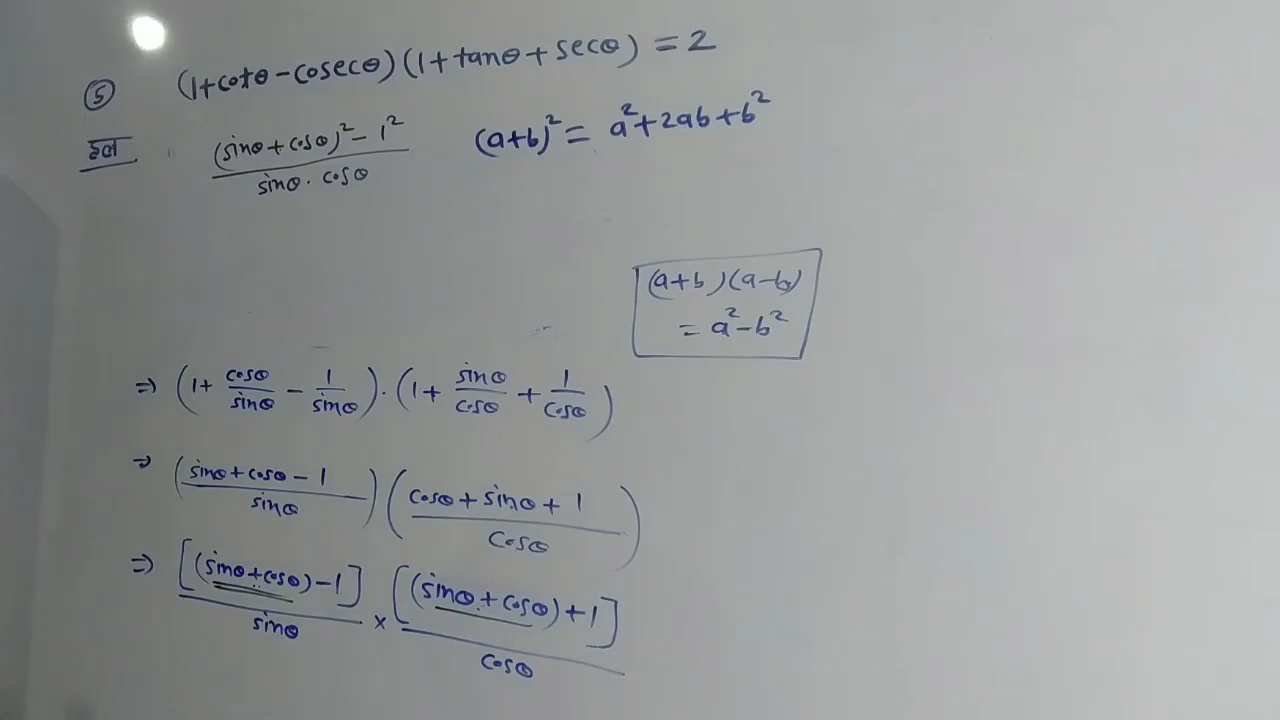 ⑤ (1+cotθ-cosecθ)(1+tanθ+secθ) = 2
हल (sinθ+cosθ)²-1² / sinθ·cosθ (a+b)² = a²+2ab+b²
(a+b)(a-b)
= a²-b²
⇒ (1+ cosθ/sinθ - 1/sinθ)·(1+ sinθ/cosθ + 1/cosθ)
⇒ (sinθ+cosθ-1 / sinθ)(cosθ+sinθ+1 / cosθ)
⇒ [(sinθ+cosθ)-1] / sinθ × [(sinθ+cosθ)+1] / cosθ